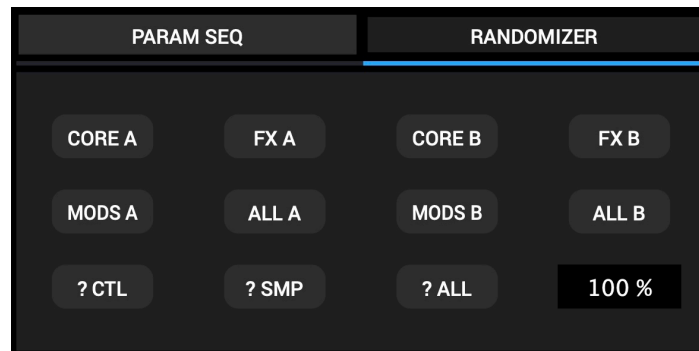 PARAM SEQ RANDOMIZER
CORE A FX A CORE B FX B
MODS A ALL A MODS B ALL B
? CTL ? SMP ? ALL 100 %